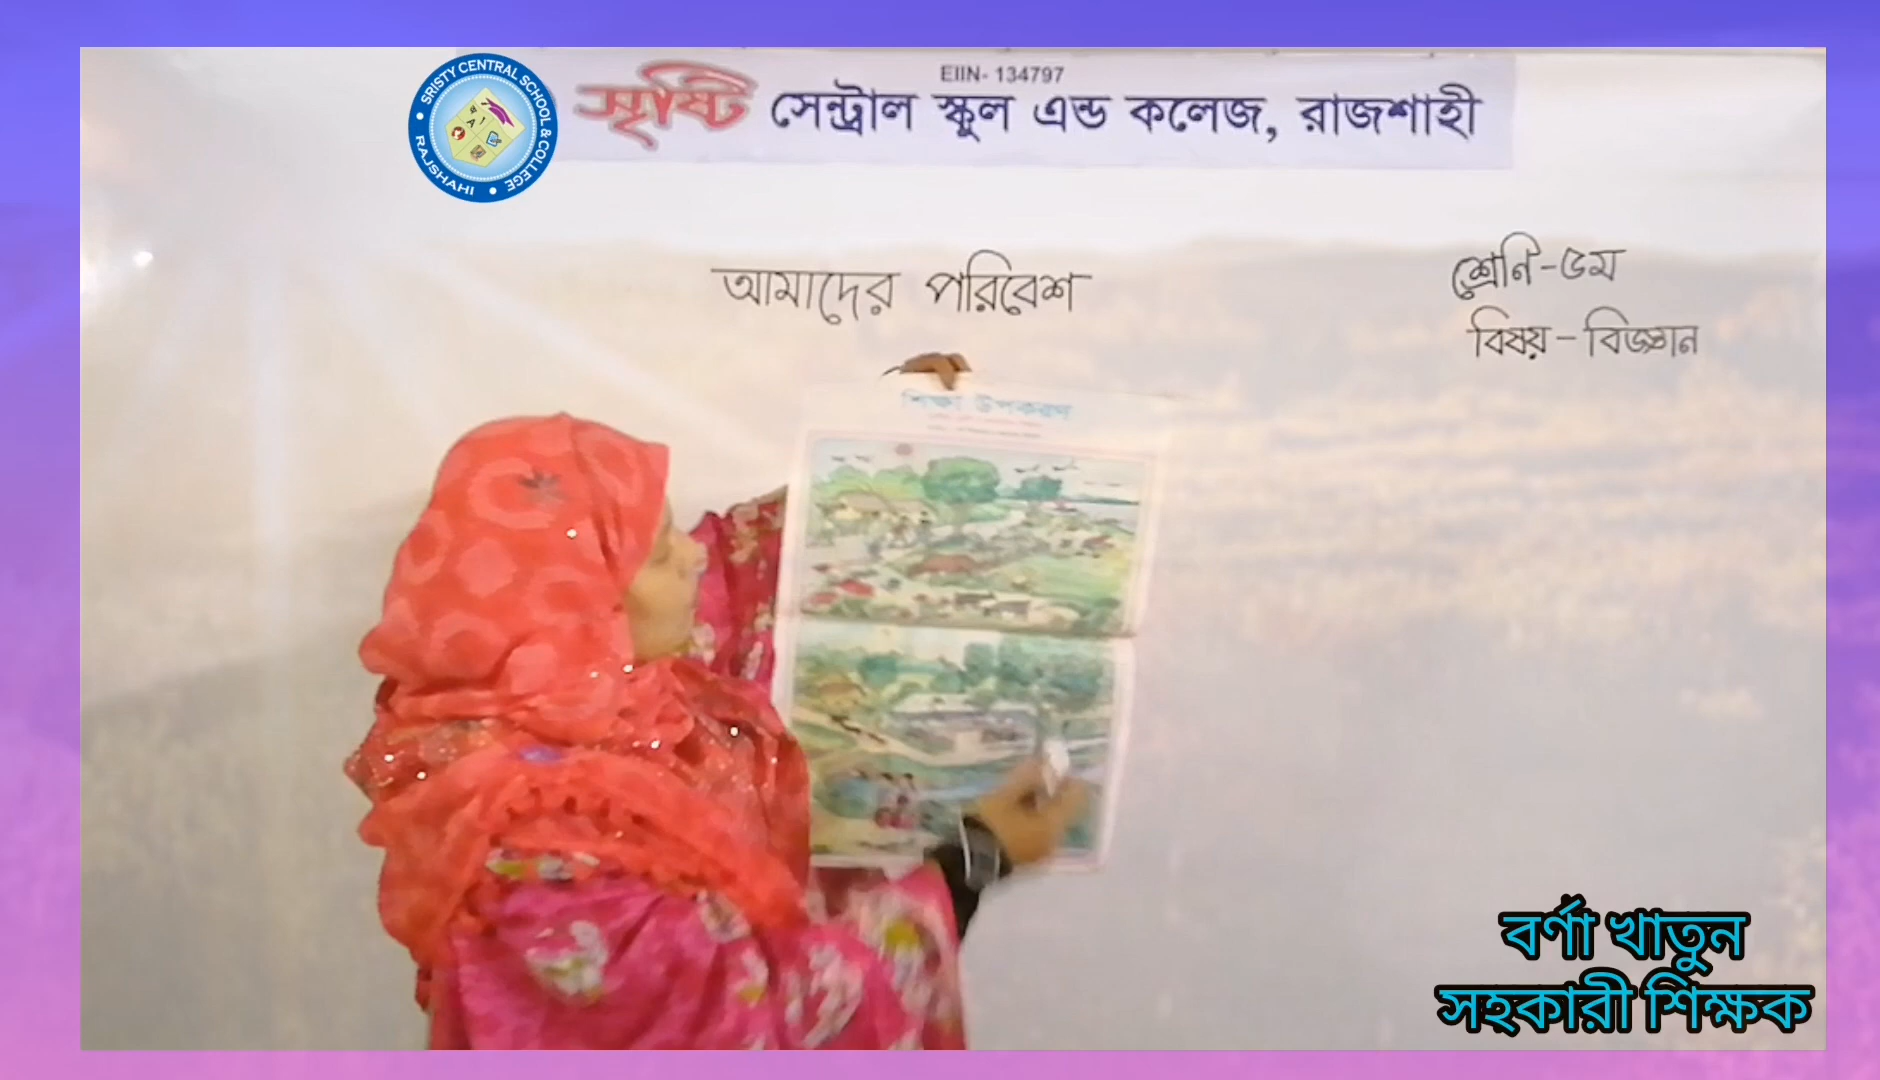 SRISTY CENTRAL SCHOOL & COLLEGE
RAJSHAHI
EIIN- 134797
সৃষ্টি সেন্ট্রাল স্কুল এন্ড কলেজ, রাজশাহী
আমাদের পরিবেশ
শ্রেণি-৫ম
বিষয়-বিজ্ঞান
শিক্ষা উপকরণ
বর্ণা খাতুন
সহকারী শিক্ষক